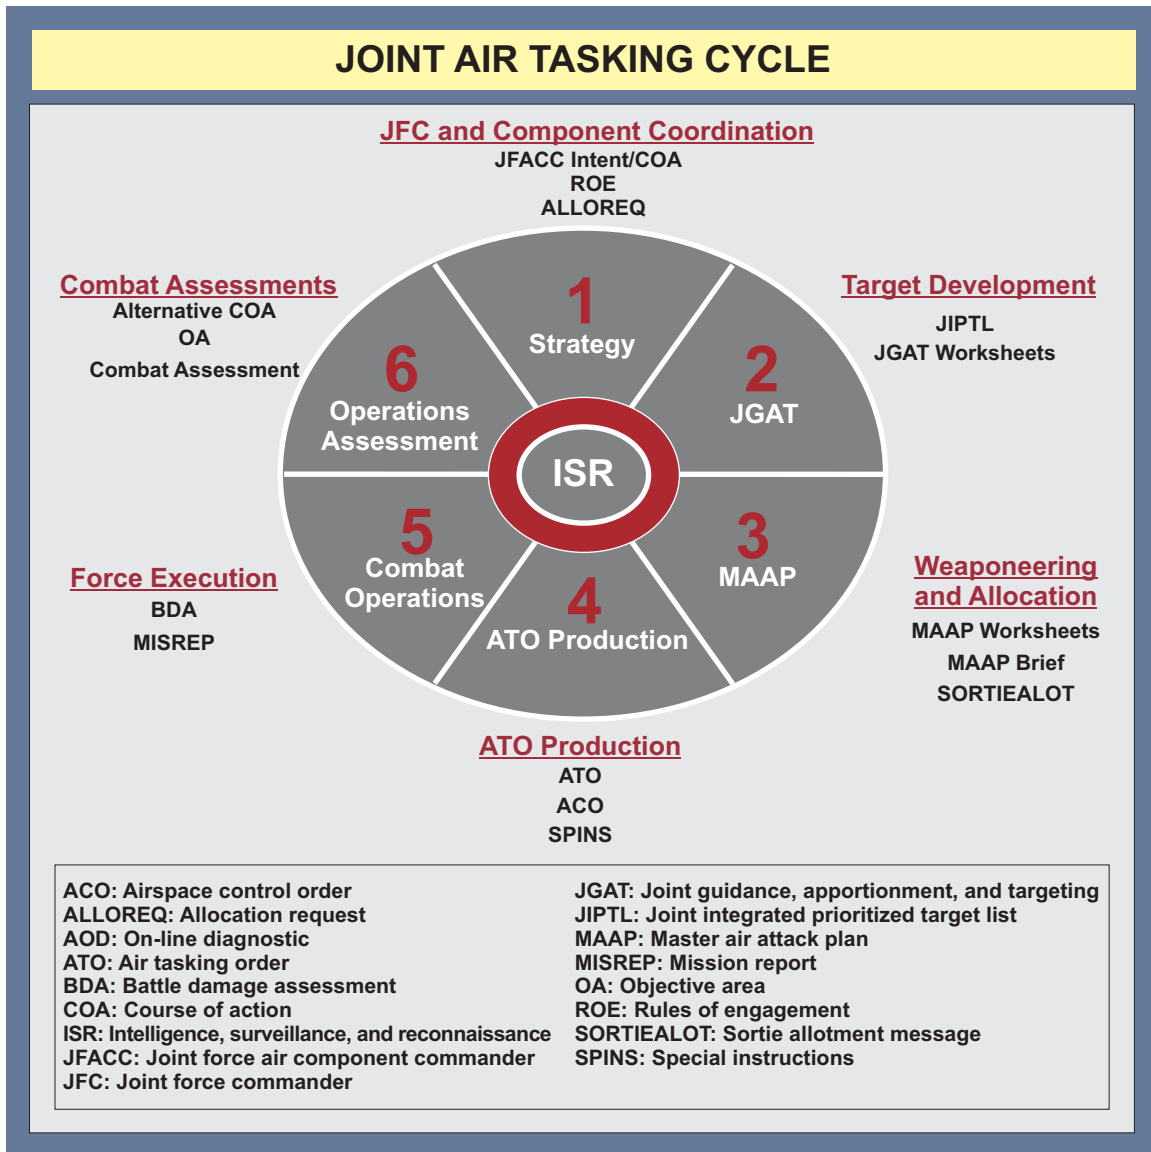 JOINT AIR TASKING CYCLE
JFC and Component Coordination
JFACC Intent/COA
ROE
ALLOREQ
Combat Assessments
Alternative COA
OA
Combat Assessment
Target Development
JIPTL
JGAT Worksheets
1
Strategy
2
JGAT
3
MAAP
4
ATO Production
5
Combat
Operations
6
Operations
Assessment
ISR
Force Execution
BDA
MISREP
Weaponeering
and Allocation
MAAP Worksheets
MAAP Brief
SORTIEALOT
ATO Production
ATO
ACO
SPINS
ACO: Airspace control order
ALLOREQ: Allocation request
AOD: On-line diagnostic
ATO: Air tasking order
BDA: Battle damage assessment
COA: Course of action
ISR: Intelligence, surveillance, and reconnaissance
JFACC: Joint force air component commander
JFC: Joint force commander
JGAT: Joint guidance, apportionment, and targeting
JIPTL: Joint integrated prioritized target list
MAAP: Master air attack plan
MISREP: Mission report
OA: Objective area
ROE: Rules of engagement
SORTIEALOT: Sortie allotment message
SPINS: Special instructions